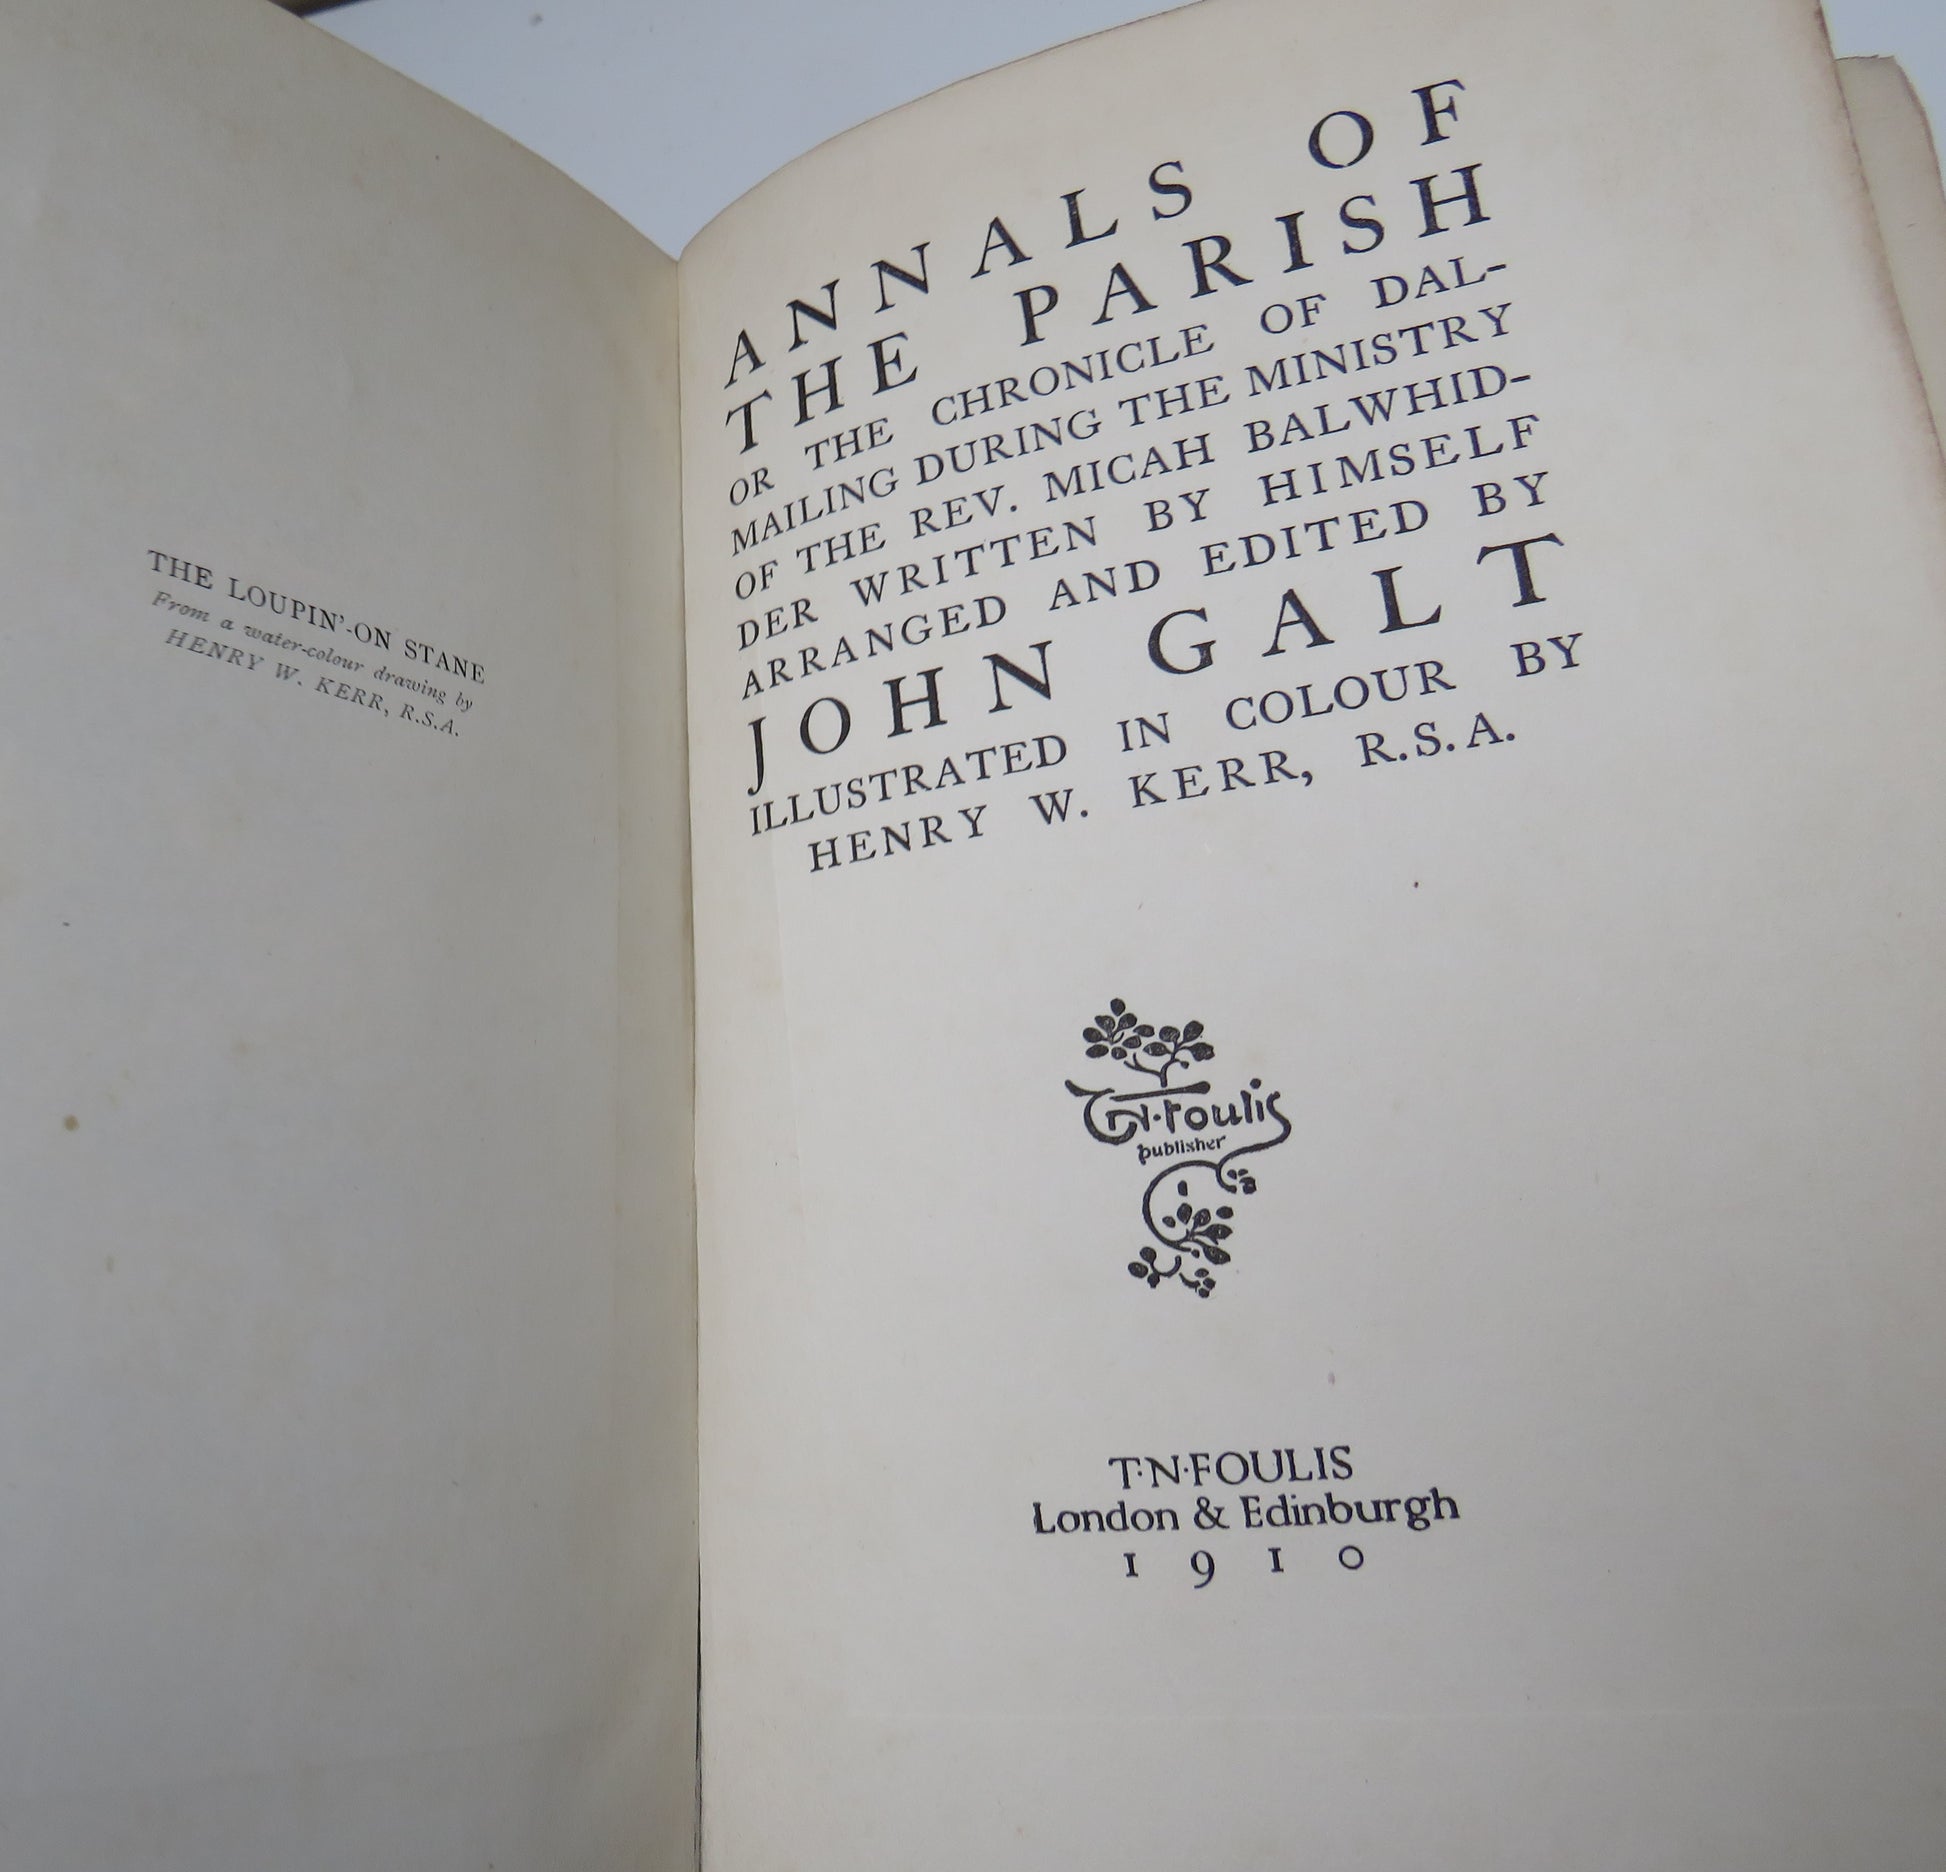 THE LOUPIN'-ON STANE
From a water-colour drawing by
HENRY W. KERR, R.S.A.
ANNALS OF
THE PARISH
OR THE CHRONICLE OF DAL-
MAILING DURING THE MINISTRY
OF THE REV. MICAH BALWHID-
DER WRITTEN BY HIMSELF
ARRANGED AND EDITED BY
JOHN GALT
ILLUSTRATED IN COLOUR BY
HENRY W. KERR, R.S.A.
T·N·Foulis
publisher
T·N·FOULIS
London & Edinburgh
1910